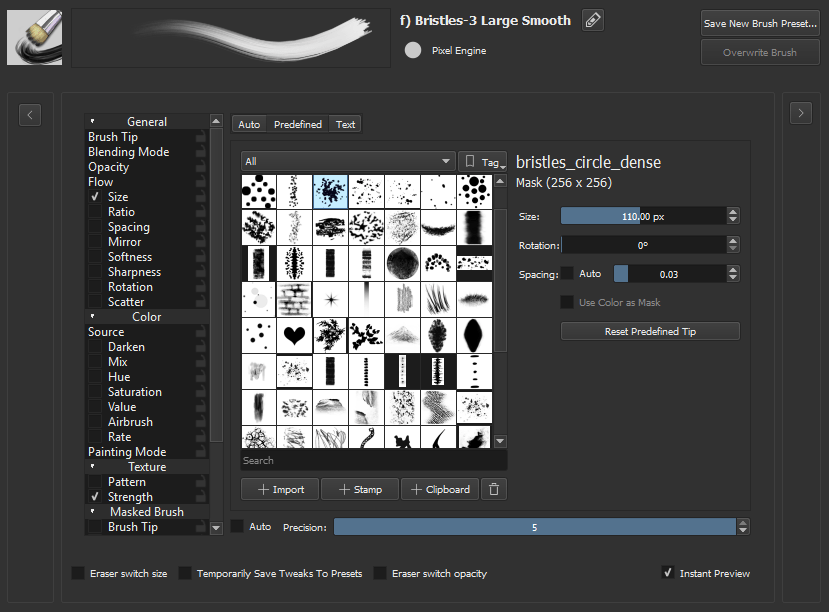 f) Bristles-3 Large Smooth
Pixel Engine
Save New Brush Preset...
Overwrite Brush
General
Brush Tip
Blending Mode
Opacity
Flow
Size
Ratio
Spacing
Mirror
Softness
Sharpness
Rotation
Scatter
Color
Source
Darken
Mix
Hue
Saturation
Value
Airbrush
Rate
Painting Mode
Texture
Pattern
Strength
Masked Brush
Brush Tip
Auto Predefined Text
All
Tag
bristles_circle_dense
Mask (256 x 256)
Size: 110.00 px
Rotation: 0°
Spacing: Auto 0.03
Use Color as Mask
Reset Predefined Tip
Search
Import Stamp Clipboard
Auto Precision: 5
Eraser switch size Temporarily Save Tweaks To Presets Eraser switch opacity Instant Preview